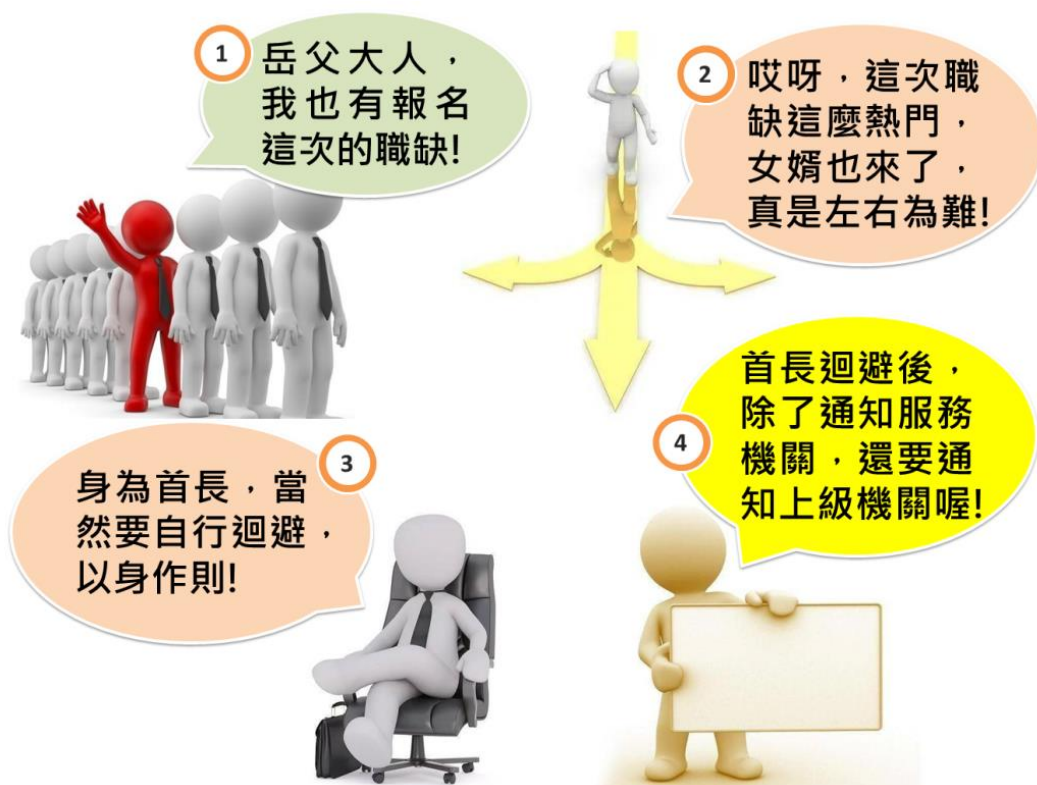 1
岳父大人，
我也有報名
這次的職缺!
2
哎呀，這次職
缺這麼熱門，
女婿也來了，
真是左右為難!
3
身為首長，當
然要自行迴避，
以身作則!
4
首長迴避後，
除了通知服務
機關，還要通
知上級機關喔!